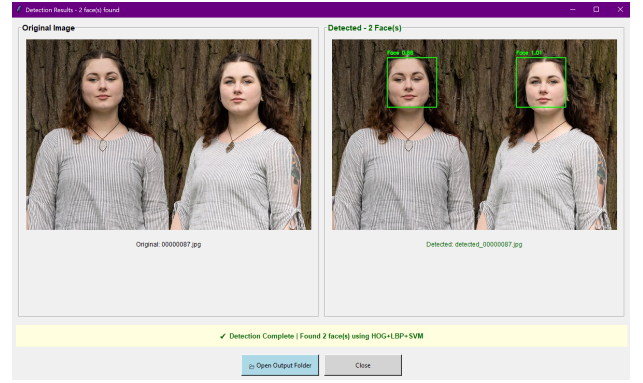 Detection Results - 2 face(s) found
Original Image
Detected - 2 Face(s)
Face 0.88
Face 1.01
Original: 00000087.jpg
Detected: detected_00000087.jpg
✓ Detection Complete | Found 2 face(s) using HOG+LBP+SVM
Open Output Folder
Close